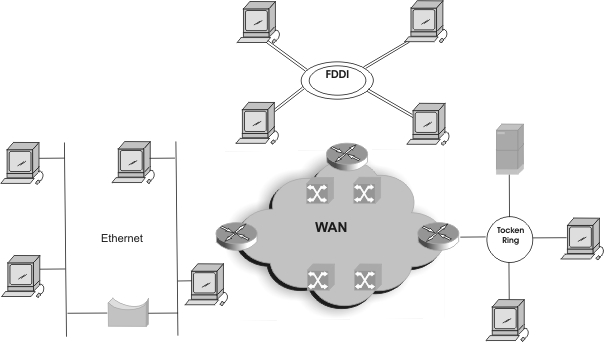 FDDI
WAN
Tocken
Ring
Ethernet